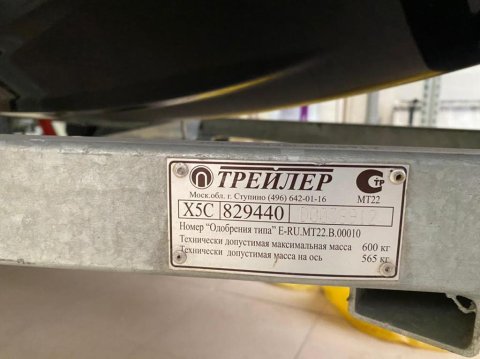 ТРЕЙЛЕР
Моск.обл. г. Ступино (496) 642-01-16
МТ22
Х5С 829440
Номер "Одобрения типа" E-RU.MT22.B.00010
Технически допустимая максимальная масса 600 кг
Технически допустимая масса на ось 565 кг